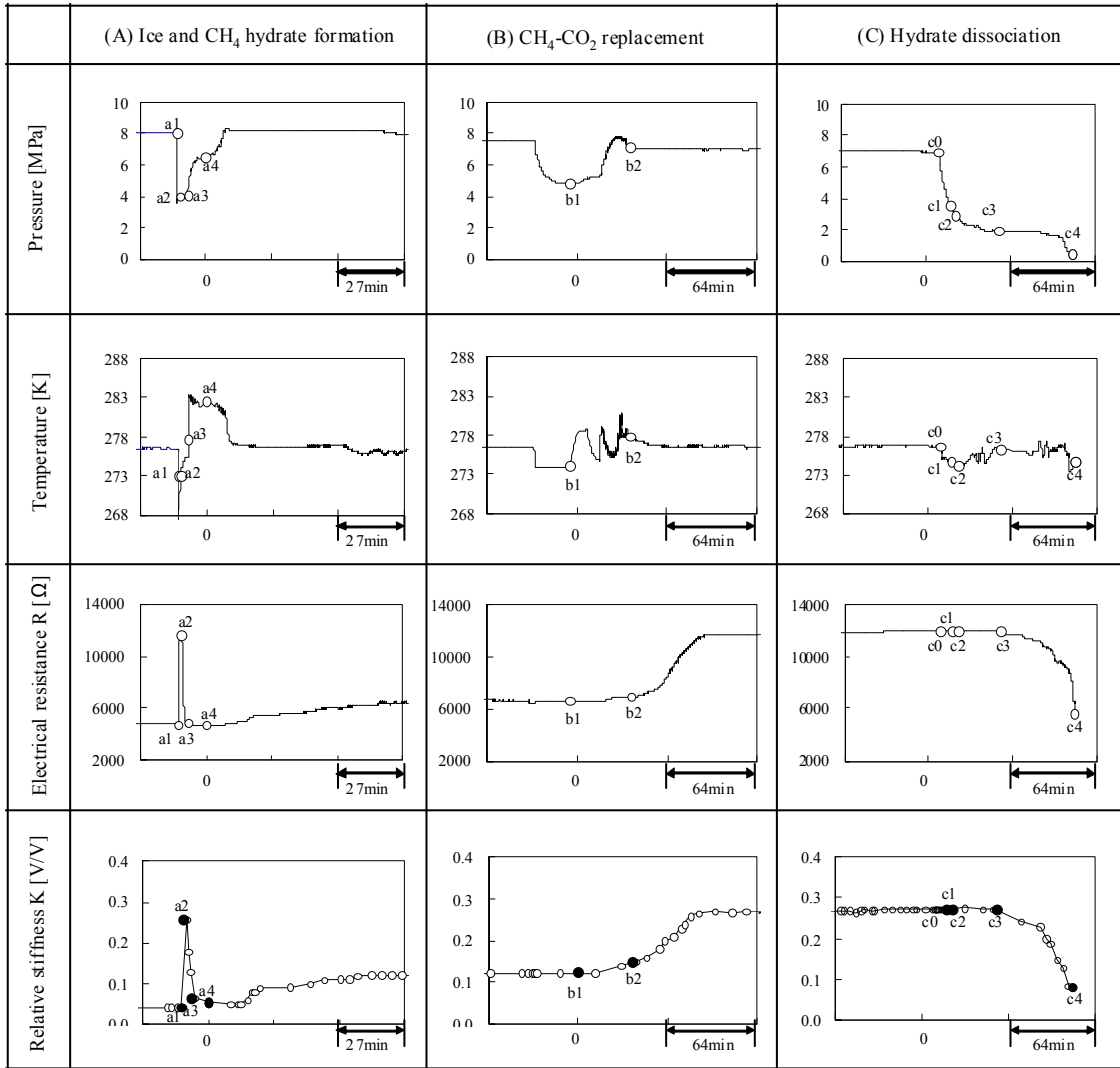 (A) Ice and CH₄ hydrate formation
(B) CH₄-CO₂ replacement
(C) Hydrate dissociation
Pressure [MPa]
10
8
6
4
2
0
a1
a2
a3
a4
0
27min
10
8
6
4
2
0
b1
b2
0
64min
10
8
6
4
2
0
c0
c1
c2
c3
c4
0
64min
Temperature [K]
288
283
278
273
268
a1
a2
a3
a4
0
27min
288
283
278
273
268
b1
b2
0
64min
288
283
278
273
268
c0
c1
c2
c3
c4
0
64min
Electrical resistance R [Ω]
14000
10000
6000
2000
a2
a1
a3
a4
0
27min
14000
10000
6000
2000
b1
b2
0
64min
14000
10000
6000
2000
c1
c0
c2
c3
c4
0
64min
Relative stiffness K [V/V]
0.4
0.3
0.2
0.1
0.0
a2
a1
a3
a4
0
27min
0.4
0.3
0.2
0.1
0.0
b1
b2
0
64min
0.4
0.3
0.2
0.1
0.0
c1
c0
c2
c3
c4
0
64min